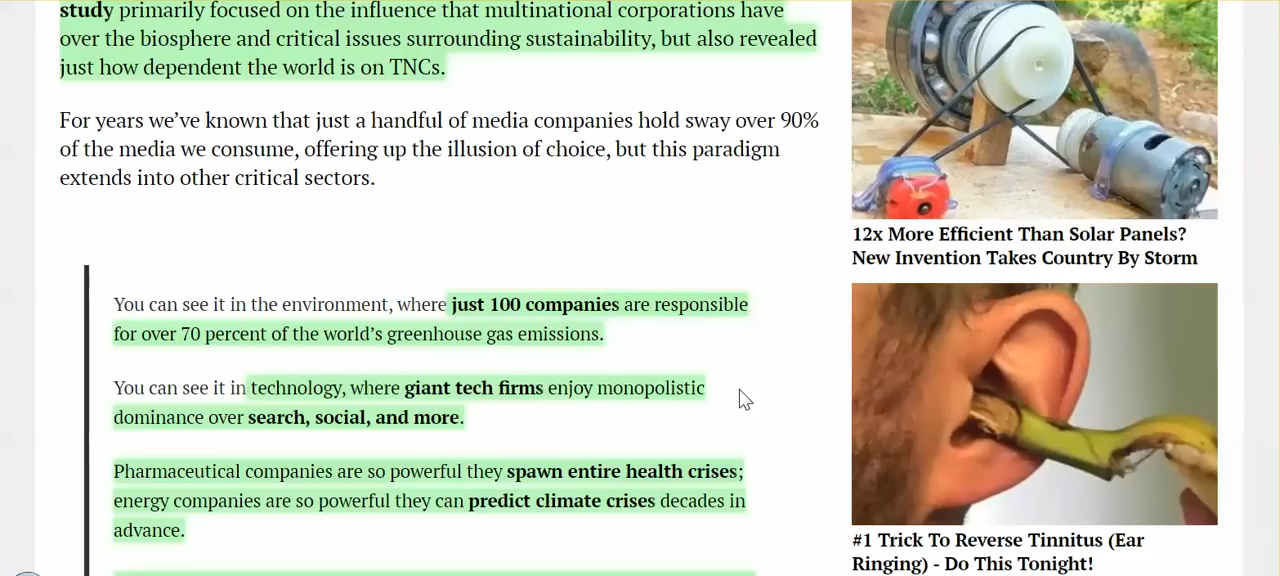 study primarily focused on the influence that multinational corporations have
over the biosphere and critical issues surrounding sustainability, but also revealed
just how dependent the world is on TNCs.
For years we’ve known that just a handful of media companies hold sway over 90%
of the media we consume, offering up the illusion of choice, but this paradigm
extends into other critical sectors.
You can see it in the environment, where just 100 companies are responsible
for over 70 percent of the world’s greenhouse gas emissions.
You can see it in technology, where giant tech firms enjoy monopolistic
dominance over search, social, and more.
Pharmaceutical companies are so powerful they spawn entire health crises;
energy companies are so powerful they can predict climate crises decades in
advance.
12x More Efficient Than Solar Panels?
New Invention Takes Country By Storm
#1 Trick To Reverse Tinnitus (Ear
Ringing) - Do This Tonight!